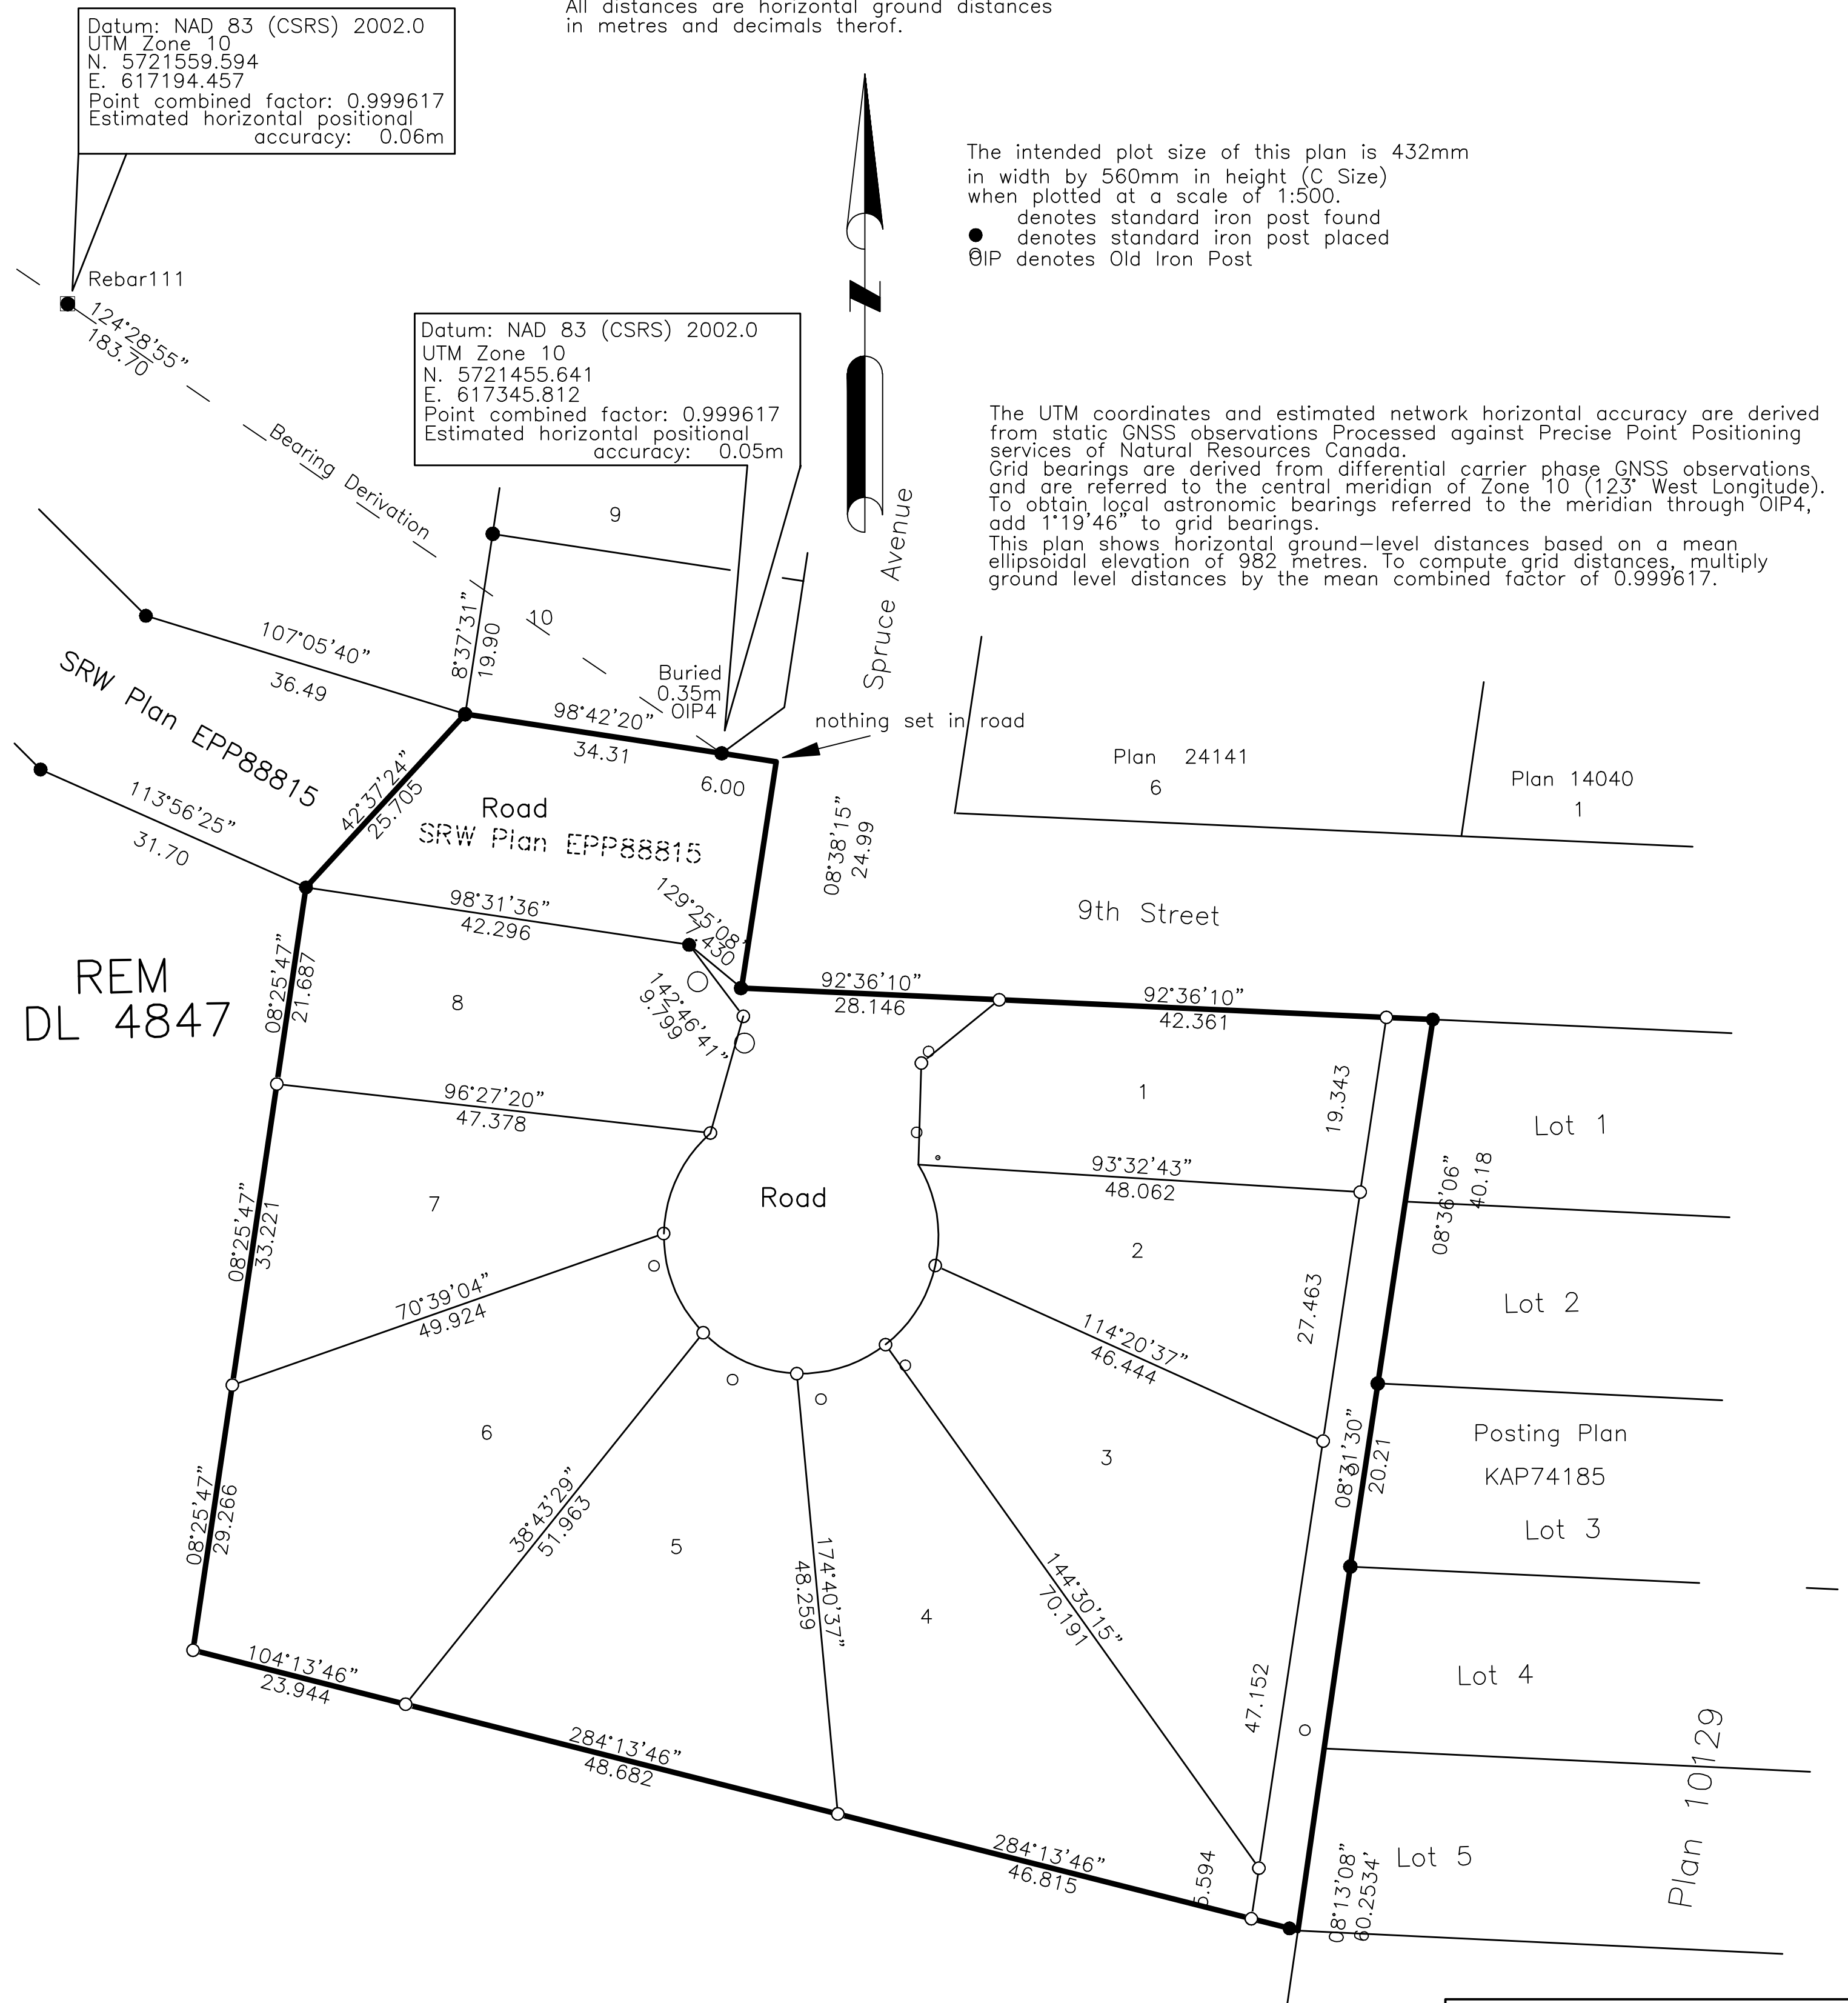 All distances are horizontal ground distances
in metres and decimals therof.
Datum: NAD 83 (CSRS) 2002.0
UTM Zone 10
N. 5721559.594
E. 617194.457
Point combined factor: 0.999617
Estimated horizontal positional
accuracy: 0.06m
The intended plot size of this plan is 432mm
in width by 560mm in height (C Size)
when plotted at a scale of 1:500.
denotes standard iron post found
denotes standard iron post placed
OIP denotes Old Iron Post
Rebar111
124°28'55"
183.70
N
Datum: NAD 83 (CSRS) 2002.0
UTM Zone 10
N. 5721455.641
E. 617345.812
Point combined factor: 0.999617
Estimated horizontal positional
accuracy: 0.05m
The UTM coordinates and estimated network horizontal accuracy are derived
from static GNSS observations Processed against Precise Point Positioning
services of Natural Resources Canada.
Grid bearings are derived from differential carrier phase GNSS observations
and are referred to the central meridian of Zone 10 (123° West Longitude).
To obtain local astronomic bearings referred to the meridian through OIP4,
add 1°19'46" to grid bearings.
This plan shows horizontal ground-level distances based on a mean
ellipsoidal elevation of 982 metres. To compute grid distances, multiply
ground level distances by the mean combined factor of 0.999617.
Bearing Derivation
9
Spruce Avenue
10
8°37'31"
19.90
107°05'40"
36.49
SRW Plan EPP88815
Buried
0.35m
OIP4
98°42'20"
34.31
6.00
nothing set in road
Plan 24141
6
Plan 14040
1
113°56'25"
31.70
42°37'24"
25.705
Road
SRW Plan EPP88815
08°38'15"
24.99
9th Street
98°31'36"
42.296
129°25'08"
7.430
142°46'41"
9.799
REM
DL 4847
08°25'47"
21.687
8
92°36'10"
28.146
92°36'10"
42.361
96°27'20"
47.378
1
19.343
Lot 1
93°32'43"
48.062
08°36'06"
40.18
Road
7
08°25'47"
33.221
2
27.463
Lot 2
70°39'04"
49.924
114°20'37"
46.444
6
3
08°31'30"
20.21
Posting Plan
KAP74185
Lot 3
08°25'47"
29.266
38°43'29"
51.963
5
174°40'37"
48.259
4
144°30'15"
70.191
47.152
Lot 4
104°13'46"
23.944
284°13'46"
48.682
284°13'46"
46.815
5.594
08°13'08"
60.2534'
Lot 5
Plan 10129